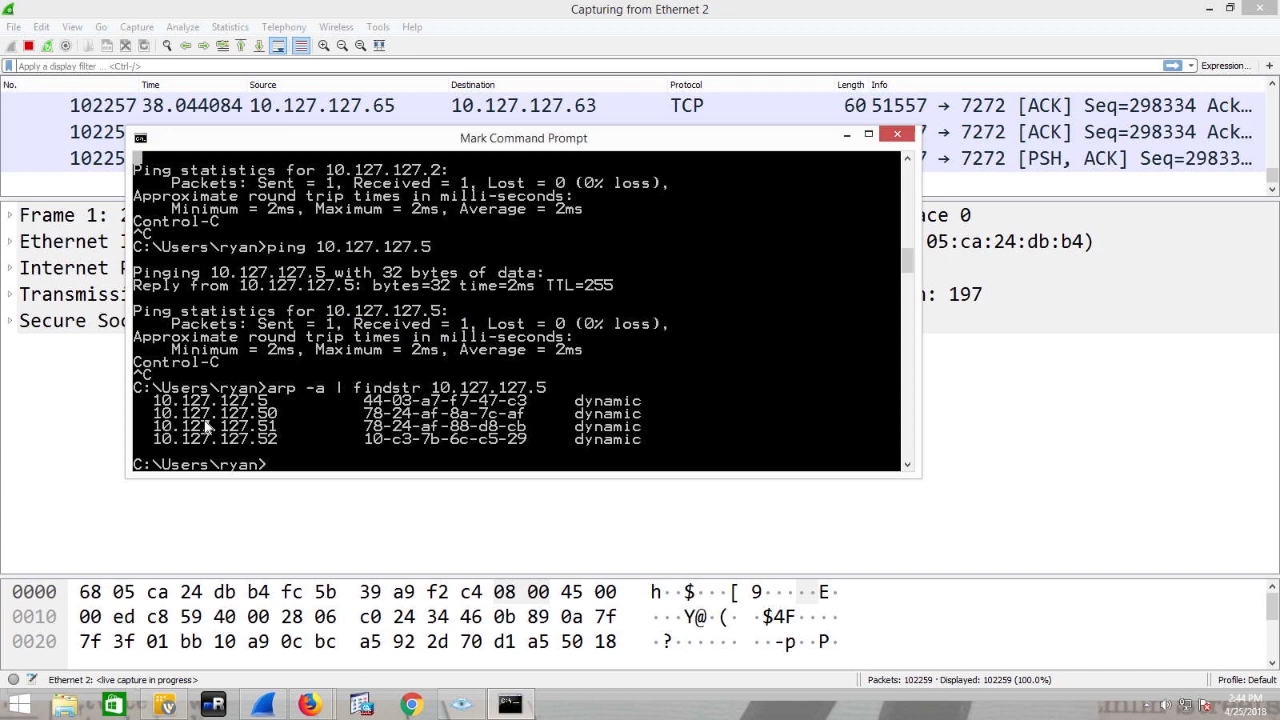 Capturing from Ethernet 2
File Edit View Go Capture Analyze Statistics Telephony Wireless Tools Help
Apply a display filter ... <Ctrl-/>
Expression...
No. Time Source Destination Protocol Length Info
102257 38.044084 10.127.127.65 10.127.127.63 TCP 60 51557 → 7272 [ACK] Seq=298334 Ack…
1022 → 7272 [ACK] Seq=298334 Ack…
1022 → 7272 [PSH, ACK] Seq=29833…
Mark Command Prompt
Ping statistics for 10.127.127.2:
Packets: Sent = 1, Received = 1, Lost = 0 (0% loss),
Approximate round trip times in milli-seconds:
Minimum = 2ms, Maximum = 2ms, Average = 2ms
Control-C
^C
C:\Users\ryan>ping 10.127.127.5
Pinging 10.127.127.5 with 32 bytes of data:
Reply from 10.127.127.5: bytes=32 time=2ms TTL=255
Ping statistics for 10.127.127.5:
Packets: Sent = 1, Received = 1, Lost = 0 (0% loss),
Approximate round trip times in milli-seconds:
Minimum = 2ms, Maximum = 2ms, Average = 2ms
Control-C
^C
C:\Users\ryan>arp -a | findstr 10.127.127.5
10.127.127.5 44-03-a7-f7-47-c3 dynamic
10.127.127.50 78-24-af-8a-7c-af dynamic
10.127.127.51 78-24-af-88-d8-cb dynamic
10.127.127.52 10-c3-7b-6c-c5-29 dynamic
C:\Users\ryan>
Frame 1: 2 ace 0
Ethernet I 05:ca:24:db:b4)
Internet P
Transmiss n: 197
Secure Soc
0000 68 05 ca 24 db b4 fc 5b 39 a9 f2 c4 08 00 45 00 h··$···[ 9·····E·
0010 00 ed c8 59 40 00 28 06 c0 24 34 46 0b 89 0a 7f ···Y@·(· ·$4F····
0020 7f 3f 01 bb 10 a9 0c bc a5 92 2d 70 d1 a5 50 18 ·?······ ··-p··P·
Ethernet 2: <live capture in progress> Packets: 102259 · Displayed: 102259 (100.0%) Profile: Default
2:44 PM
4/25/2018